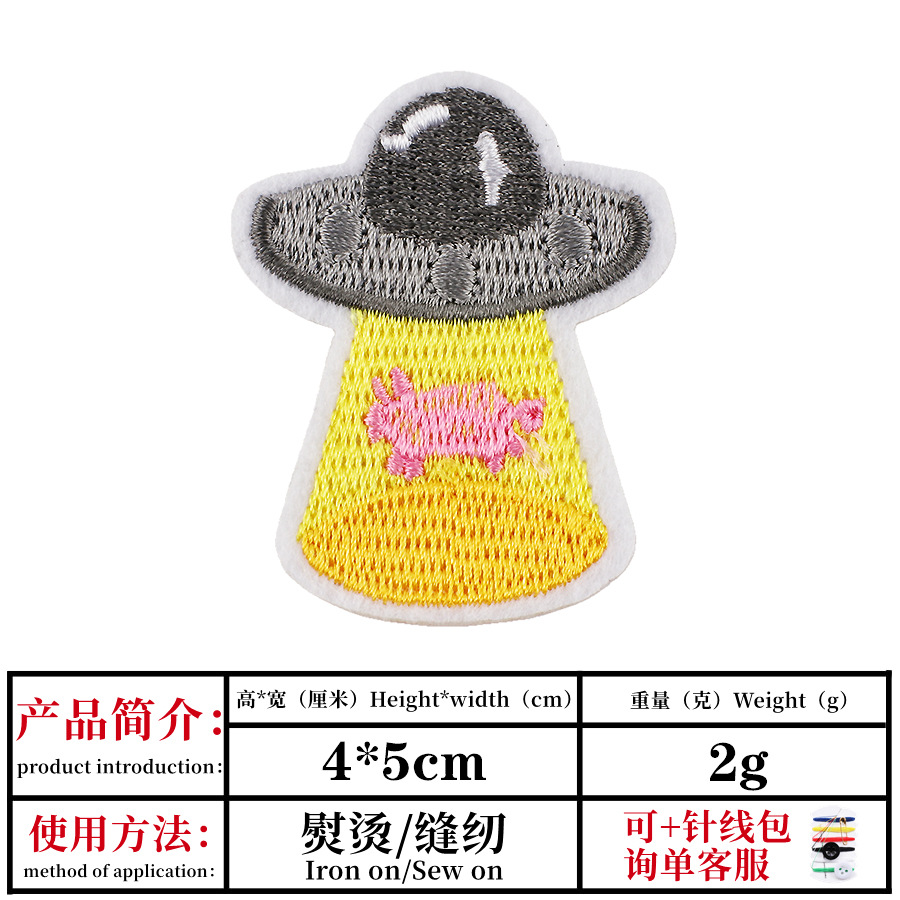 产品简介：
product introduction：
高*宽（厘米）Height*width（cm）
重量（克）Weight（g）
4*5cm
2g
使用方法：
method of application：
熨烫/缝纫
Iron on/Sew on
可+针线包
询单客服